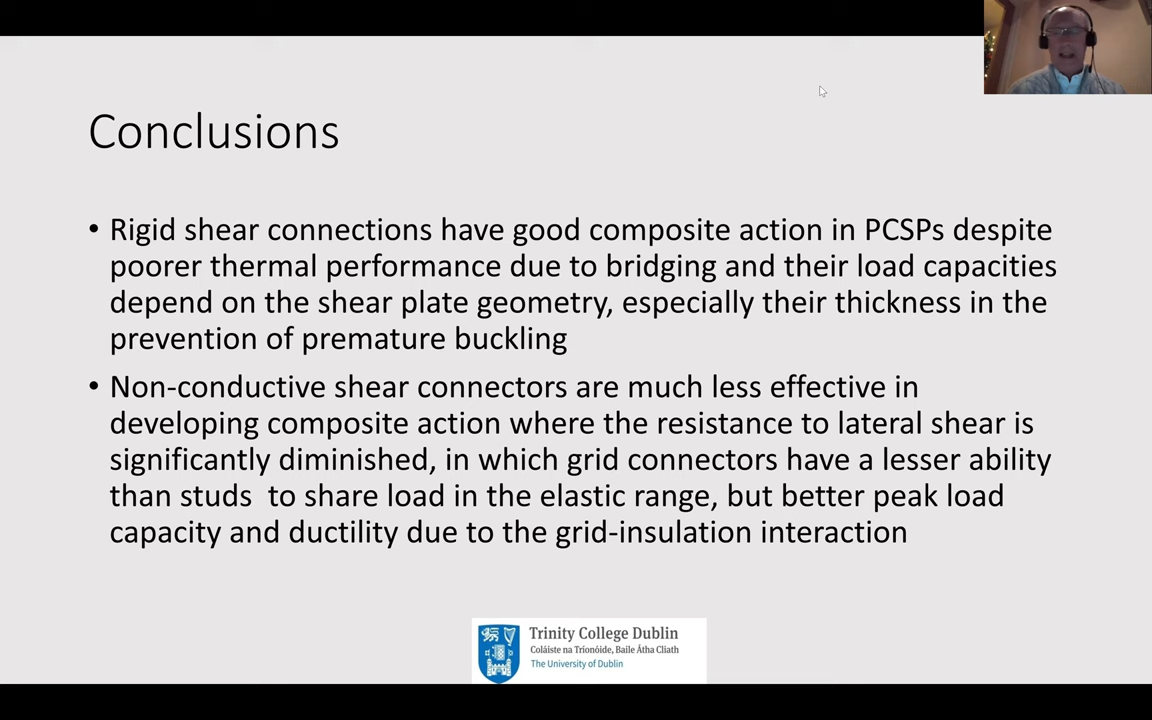 Conclusions
• Rigid shear connections have good composite action in PCSPs despite
poorer thermal performance due to bridging and their load capacities
depend on the shear plate geometry, especially their thickness in the
prevention of premature buckling
• Non-conductive shear connectors are much less effective in
developing composite action where the resistance to lateral shear is
significantly diminished, in which grid connectors have a lesser ability
than studs  to share load in the elastic range, but better peak load
capacity and ductility due to the grid-insulation interaction
Trinity College Dublin
Coláiste na Tríonóide, Baile Átha Cliath
The University of Dublin